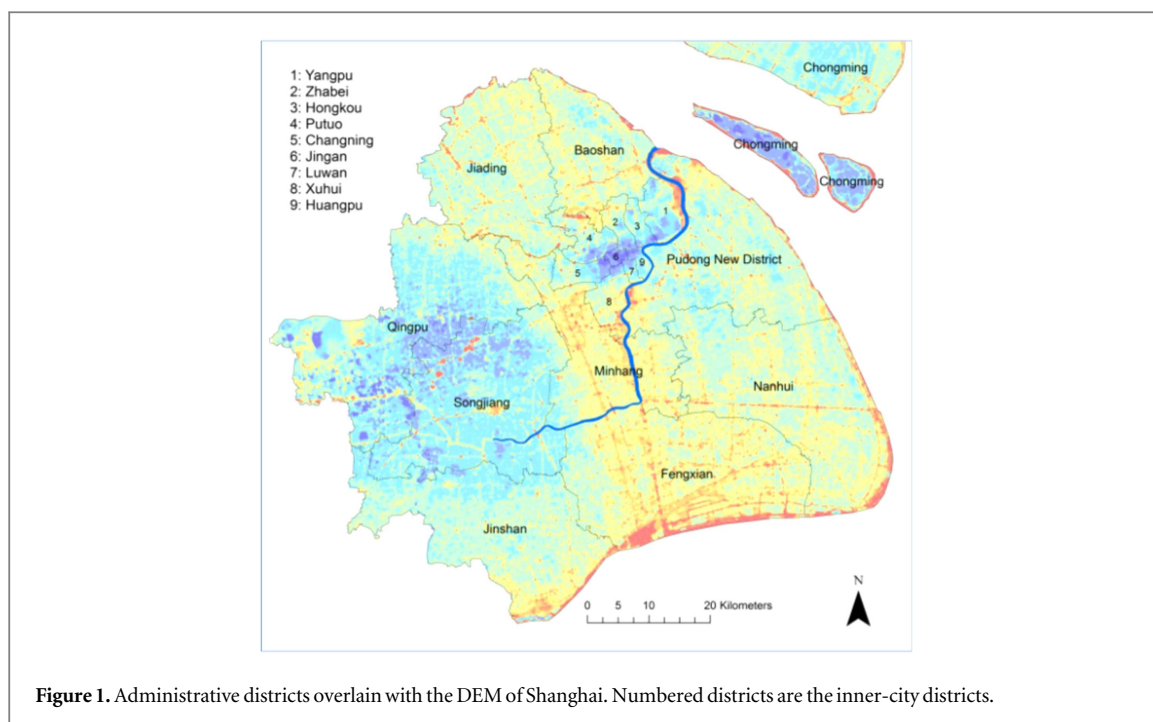 1: Yangpu
2: Zhabei
3: Hongkou
4: Putuo
5: Changning
6: Jingan
7: Luwan
8: Xuhui
9: Huangpu
Chongming
Chongming
Chongming
Baoshan
Jiading
1
2
3
4
Pudong New District
6
9
5
7
8
Qingpu
Minhang
Nanhui
Songjiang
Fengxian
Jinshan
N
0 5 10 20 Kilometers
Figure 1. Administrative districts overlain with the DEM of Shanghai. Numbered districts are the inner-city districts.